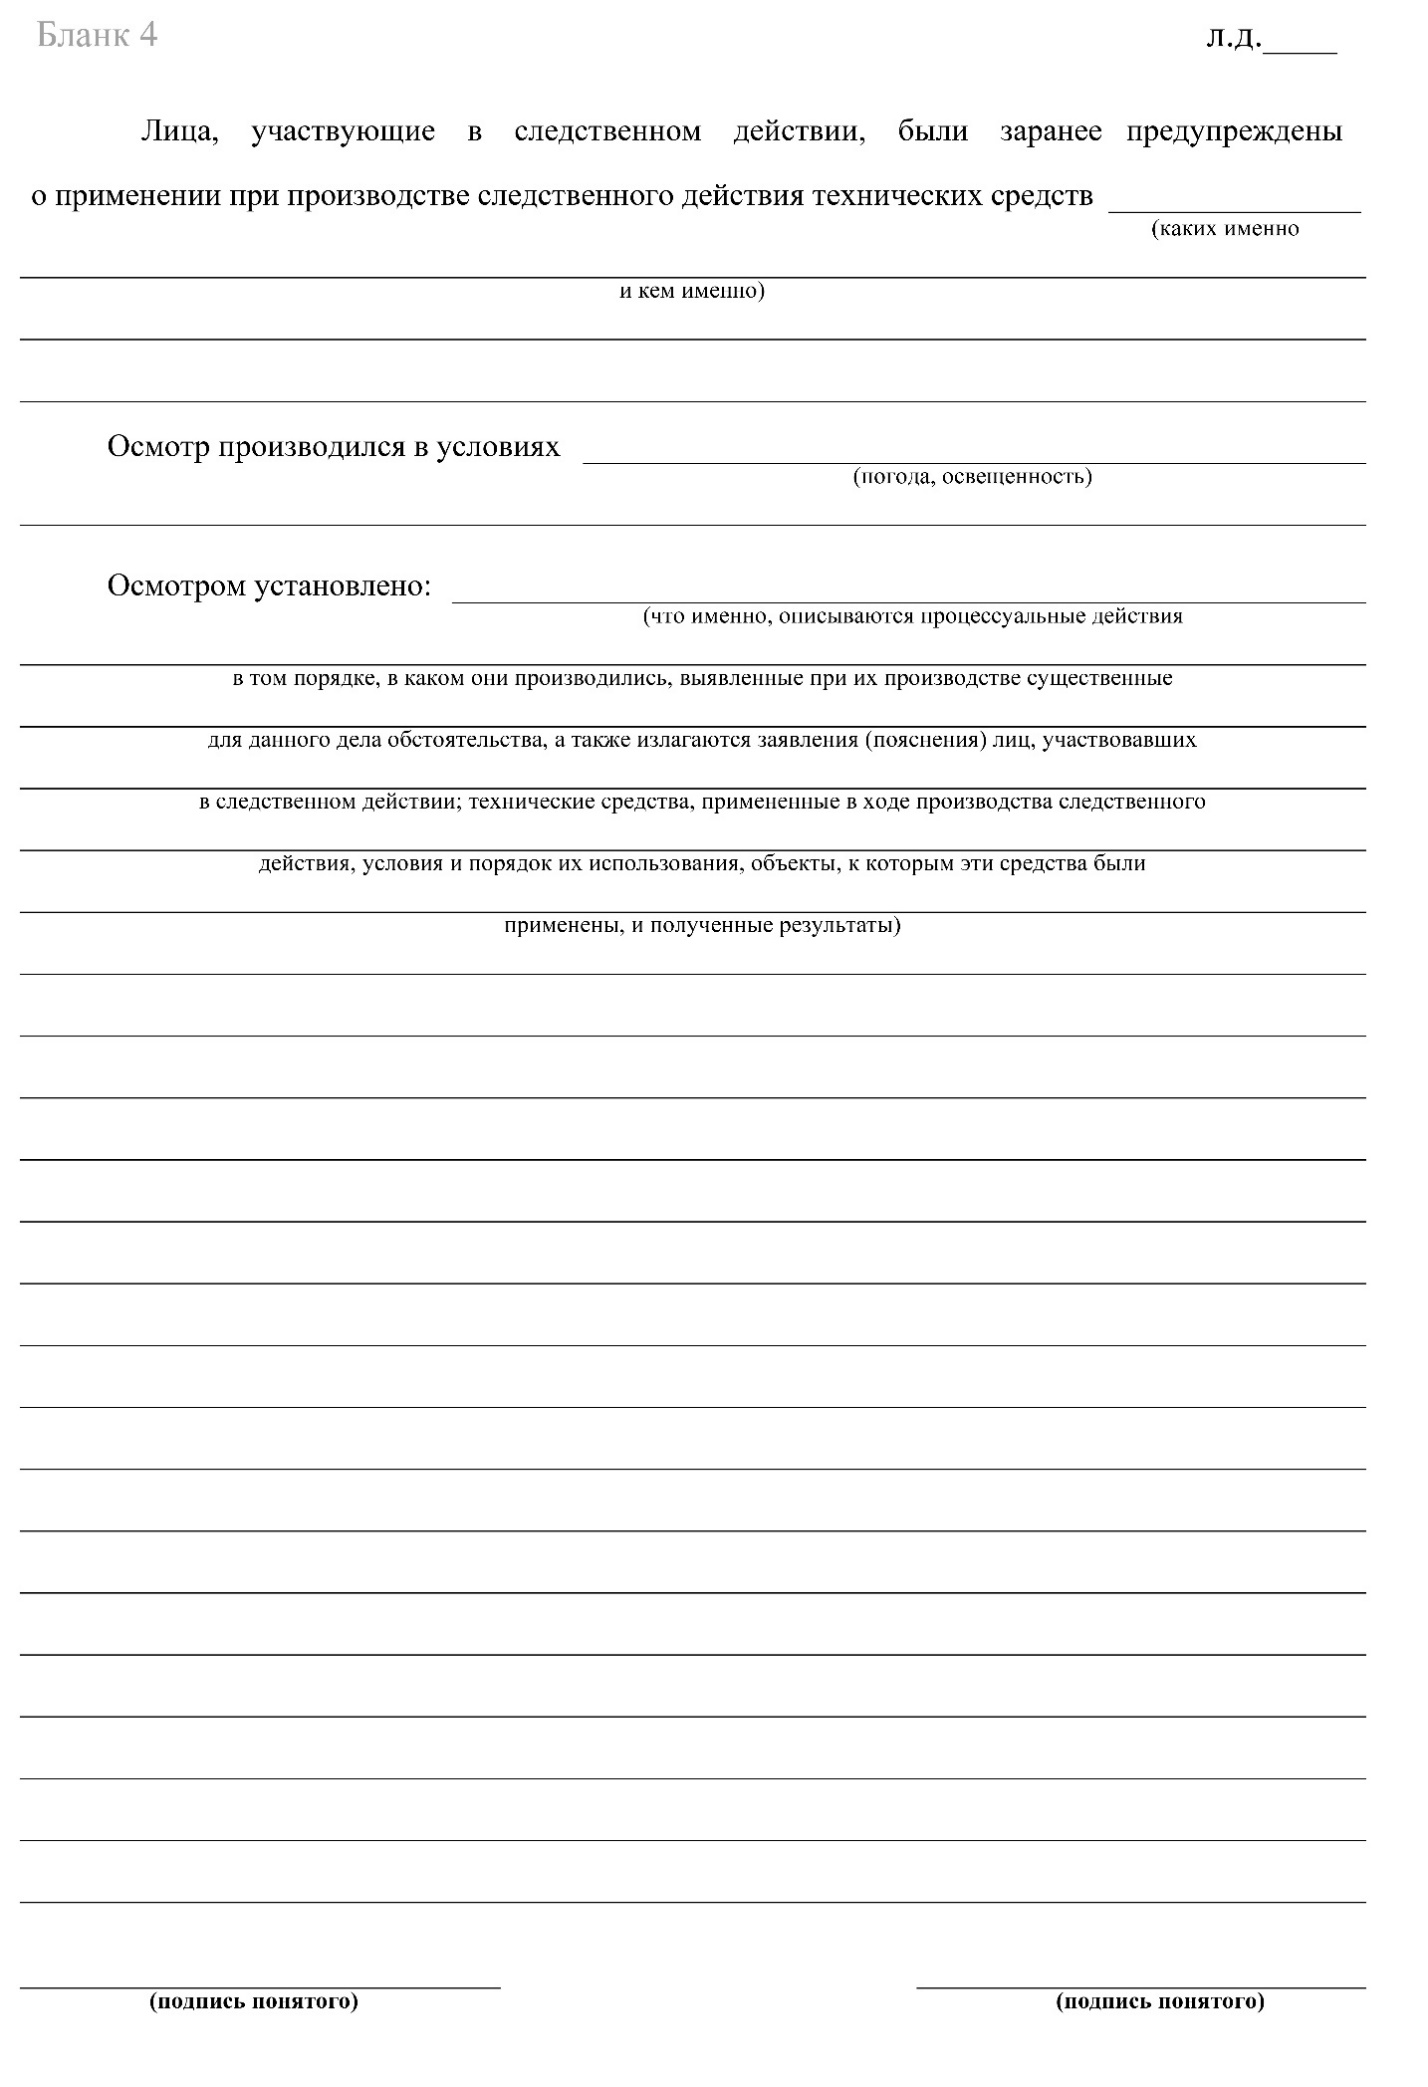 Бланк 4
л.д.____
Лица, участвующие в следственном действии, были заранее предупреждены
о применении при производстве следственного действия технических средств
(каких именно
и кем именно)
Осмотр производился в условиях
(погода, освещенность)
Осмотром установлено:
(что именно, описываются процессуальные действия
в том порядке, в каком они производились, выявленные при их производстве существенные
для данного дела обстоятельства, а также излагаются заявления (пояснения) лиц, участвовавших
в следственном действии; технические средства, примененные в ходе производства следственного
действия, условия и порядок их использования, объекты, к которым эти средства были
применены, и полученные результаты)
(подпись понятого) (подпись понятого)